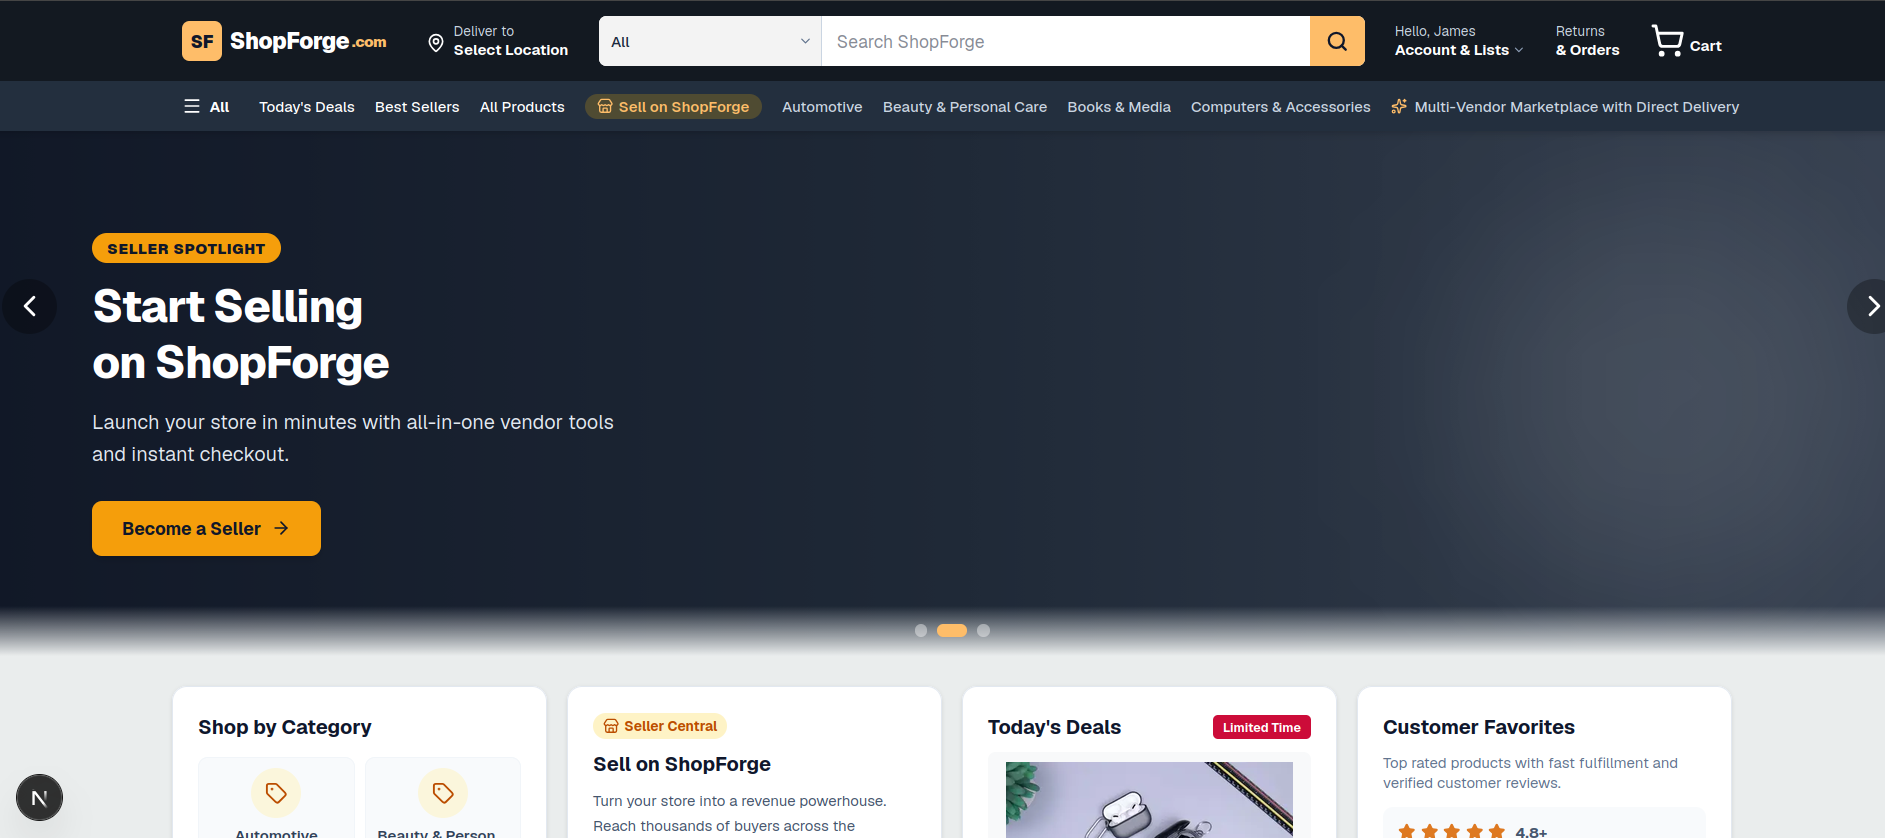 SF ShopForge.com
Deliver to
Select Location
All
Search ShopForge
Hello, James
Account & Lists
Returns
& Orders
Cart
All
Today's Deals
Best Sellers
All Products
Sell on ShopForge
Automotive
Beauty & Personal Care
Books & Media
Computers & Accessories
Multi-Vendor Marketplace with Direct Delivery
SELLER SPOTLIGHT
Start Selling
on ShopForge
Launch your store in minutes with all-in-one vendor tools
and instant checkout.
Become a Seller
Shop by Category
Automotive
Beauty & Person
Seller Central
Sell on ShopForge
Turn your store into a revenue powerhouse.
Reach thousands of buyers across the
Today's Deals
Limited Time
Customer Favorites
Top rated products with fast fulfillment and
verified customer reviews.
4.8+
N